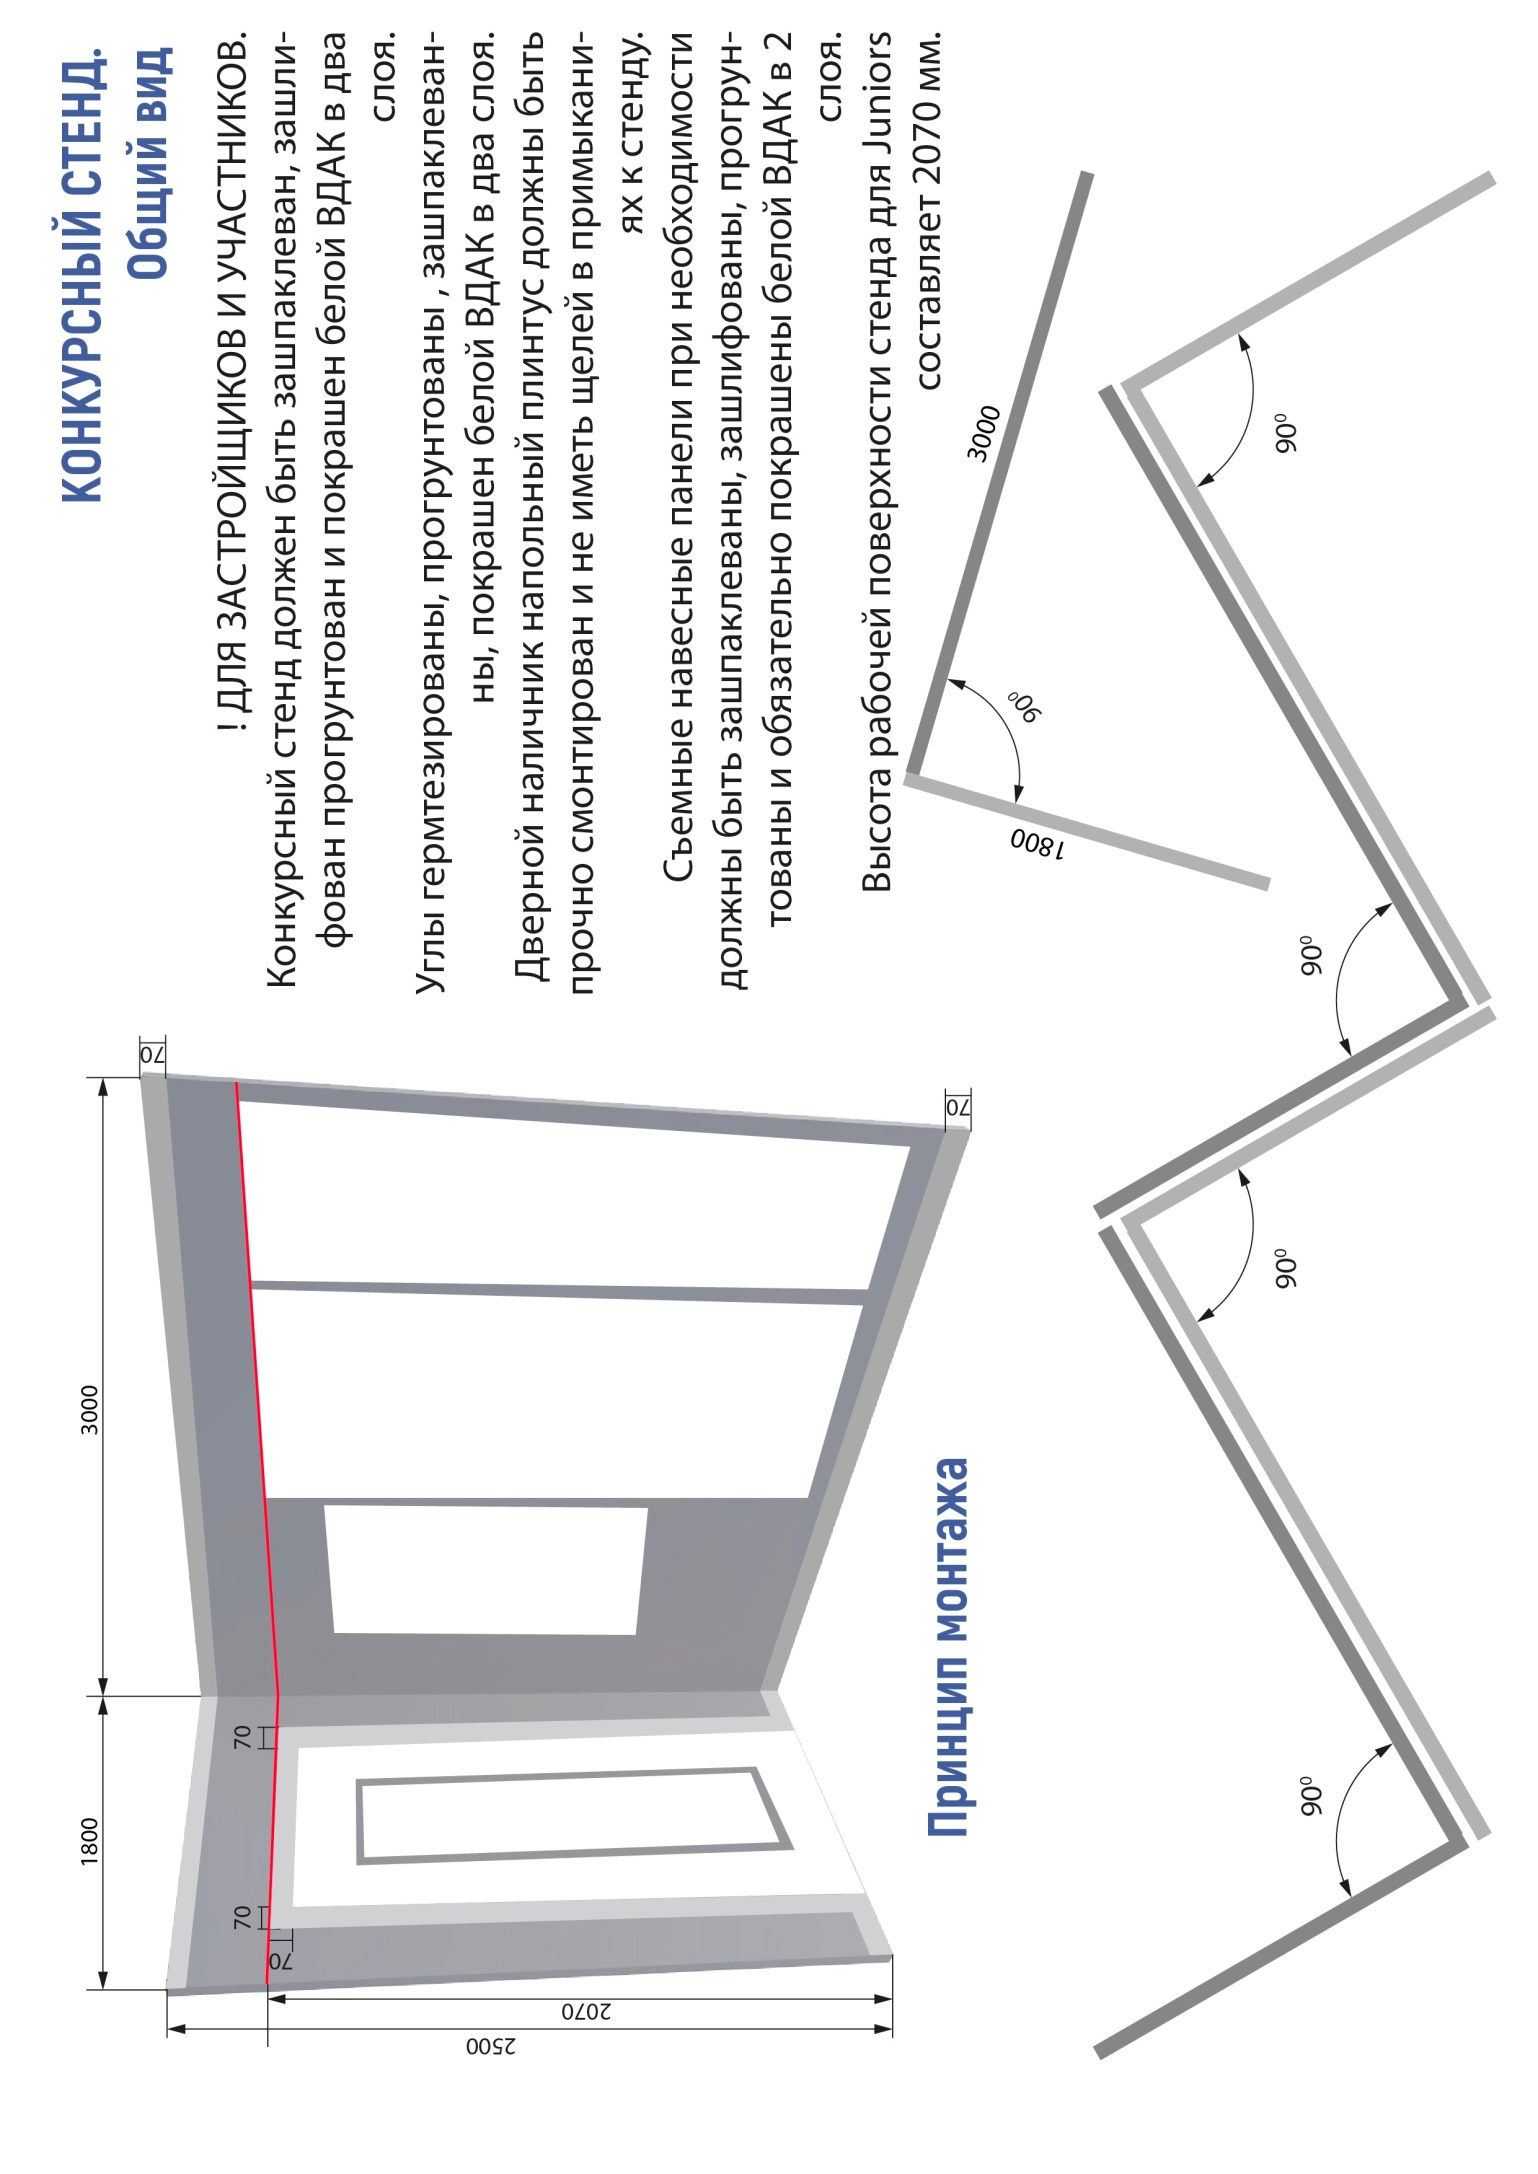 КОНКУРСНЫЙ СТЕНД.
Общий вид
! ДЛЯ ЗАСТРОЙЩИКОВ И УЧАСТНИКОВ.
Конкурсный стенд должен быть зашпаклеван, зашли-
фован прогрунтован и покрашен белой ВДАК в два
слоя.
Углы гермтезированы, прогрунтованы , зашпаклеван-
ны, покрашен белой ВДАК в два слоя.
Дверной наличник напольный плинтус должны быть
прочно смонтирован и не иметь щелей в примыкани-
ях к стенду.
Съемные навесные панели при необходимости
должны быть зашпаклеваны, зашлифованы, прогрун-
тованы и обязательно покрашены белой ВДАК в 2
слоя.
Высота рабочей поверхности стенда для Juniors
составляет 2070 мм.
1800
3000
70
70
70
70
70
2500
2070
Принцип монтажа
1800
3000
90⁰
90⁰
90⁰
90⁰
90⁰